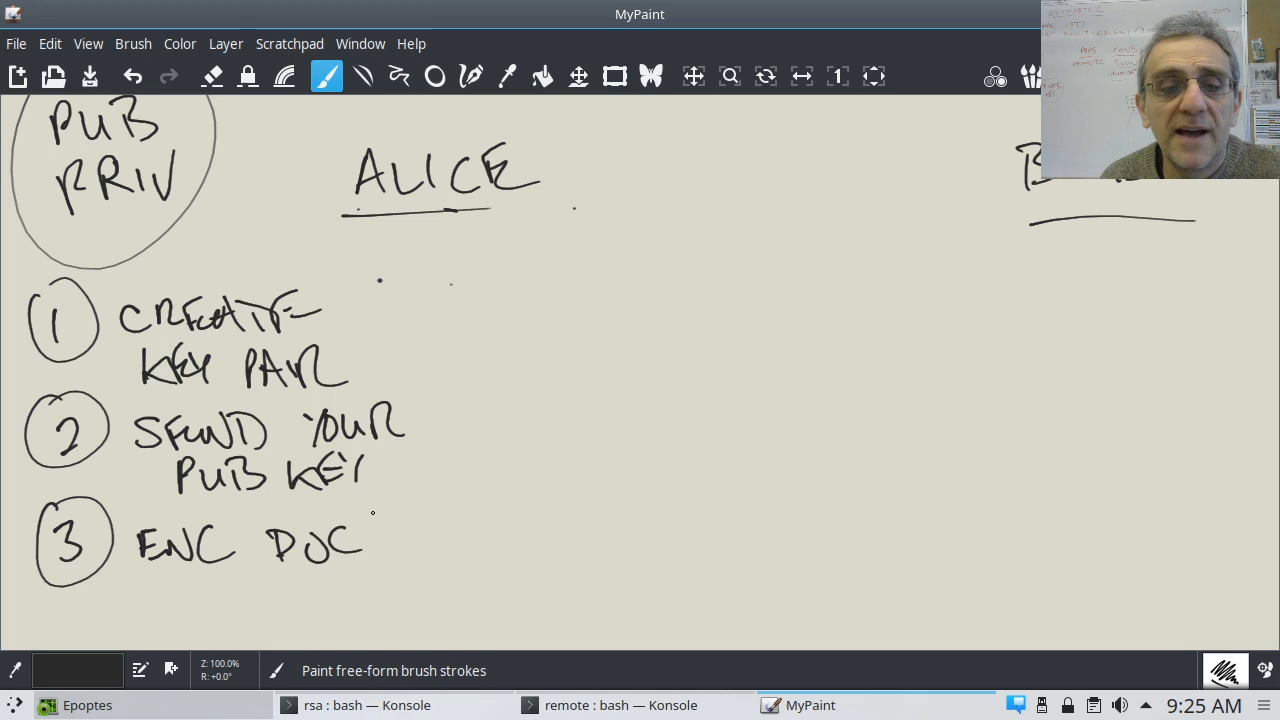 MyPaint
File Edit View Brush Color Layer Scratchpad Window Help
PUB
PRIV
ALICE
1 CREATE
KEY PAIR
2 SEND YOUR
PUB KEY
3 ENC DOC
Z: 100.0%
R: +0.0°
Paint free-form brush strokes
Epoptes
rsa : bash — Konsole
remote : bash — Konsole
MyPaint
9:25 AM